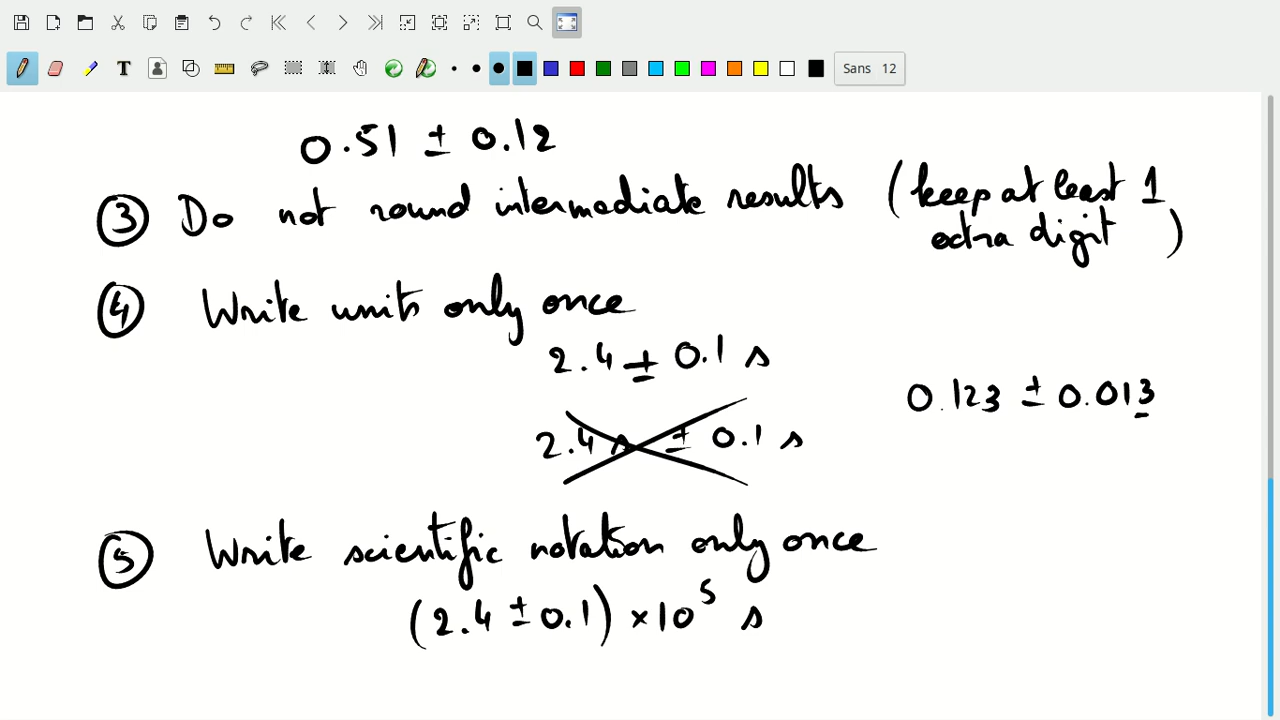 Sans 12
0.51 ± 0.12
③ Do not round intermediate results (keep at least 1
extra digit )
④ Write units only once
2.4 ± 0.1 s
0.123 ± 0.013
2.4 s ± 0.1 s
⑤ Write scientific notation only once
(2.4 ± 0.1) × 10⁵ s